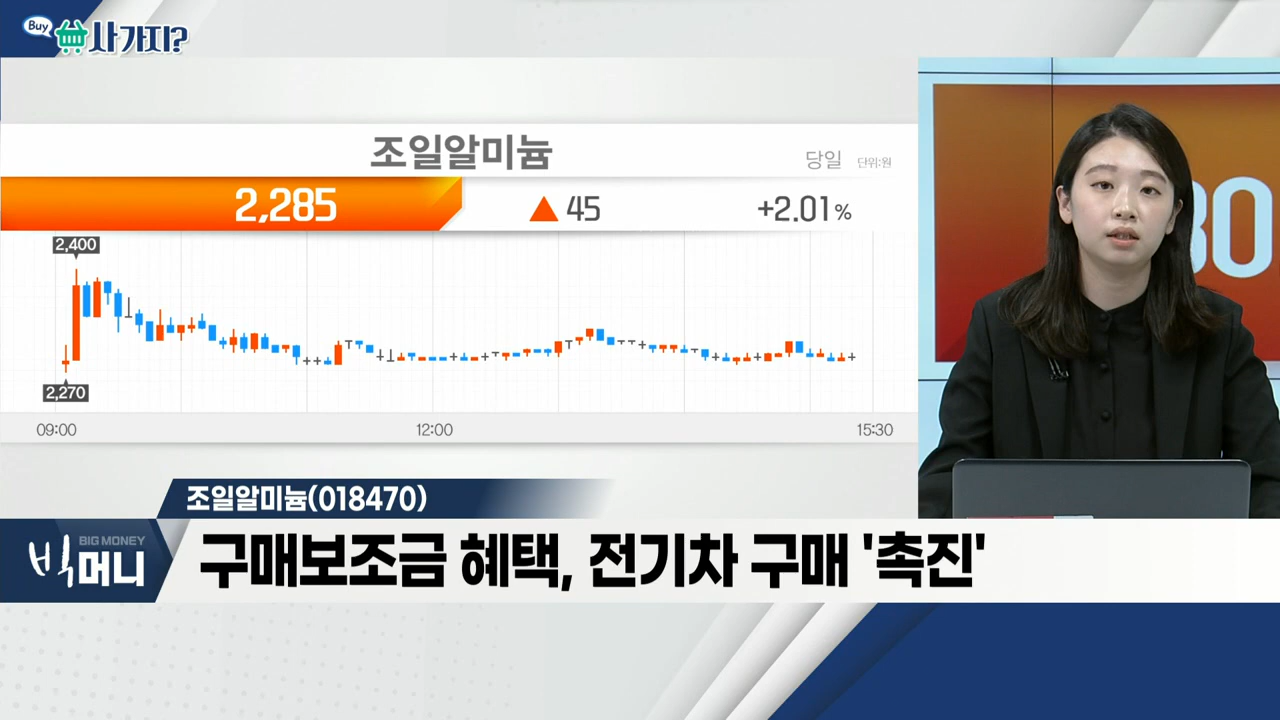 Buy
사가지?
조일알미늄
당일 단위:원
2,285 ▲ 45 +2.01%
2,400
2,270
09:00 12:00 15:30
30
조일알미늄(018470)
BIG MONEY
빅머니
구매보조금 혜택, 전기차 구매 '촉진'